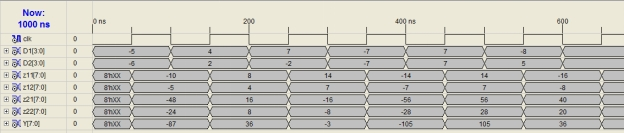 Now:
1000 ns
0 ns 200 400 ns 600
clk 0
D1[3:0] 0 -5 4 7 -7 7 -8
D2[3:0] 0 -6 2 -2 -7 7 5
z11[7:0] 0 8'hXX -10 8 14 -14 14 -16
z12[7:0] 0 8'hXX -5 4 7 -7 7 -8
z21[7:0] 0 8'hXX -48 16 -16 -56 56 40
z22[7:0] 0 8'hXX -24 8 -8 -28 28 20
Y[7:0] 0 8'hXX -87 36 -3 -105 105 36